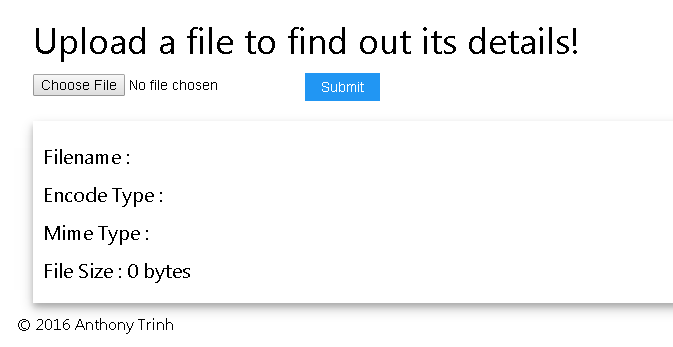 Upload a file to find out its details!
Choose File No file chosen Submit
Filename :
Encode Type :
Mime Type :
File Size : 0 bytes
© 2016 Anthony Trinh